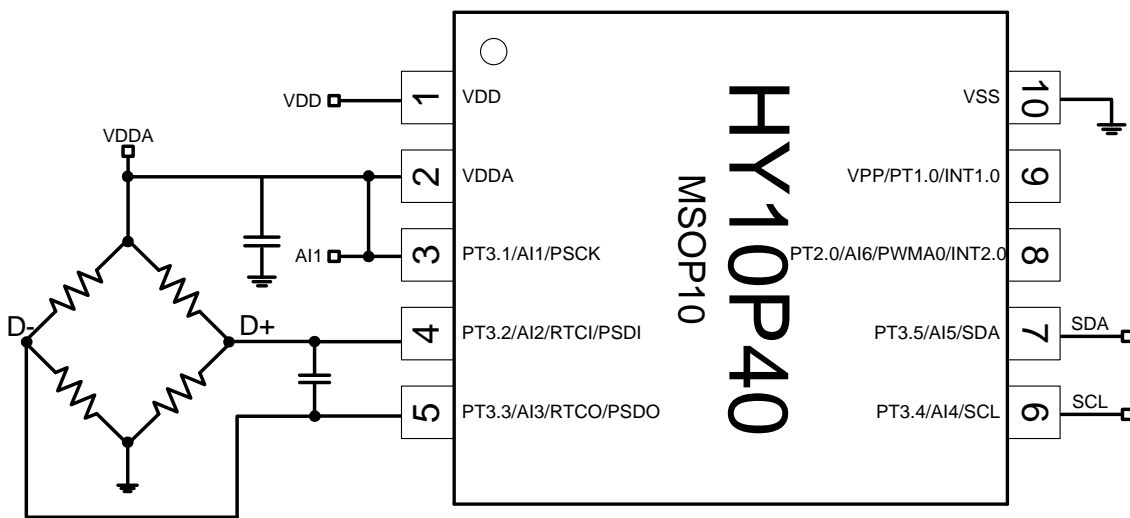 VDD
1
VDD
VDDA
2
VDDA
AI1
3
PT3.1/AI1/PSCK
D-
D+
4
PT3.2/AI2/RTCI/PSDI
5
PT3.3/AI3/RTCO/PSDO
HY10P40
MSOP10
VSS
10
VPP/PT1.0/INT1.0
9
PT2.0/AI6/PWMA0/INT2.0
8
PT3.5/AI5/SDA
7
SDA
PT3.4/AI4/SCL
6
SCL